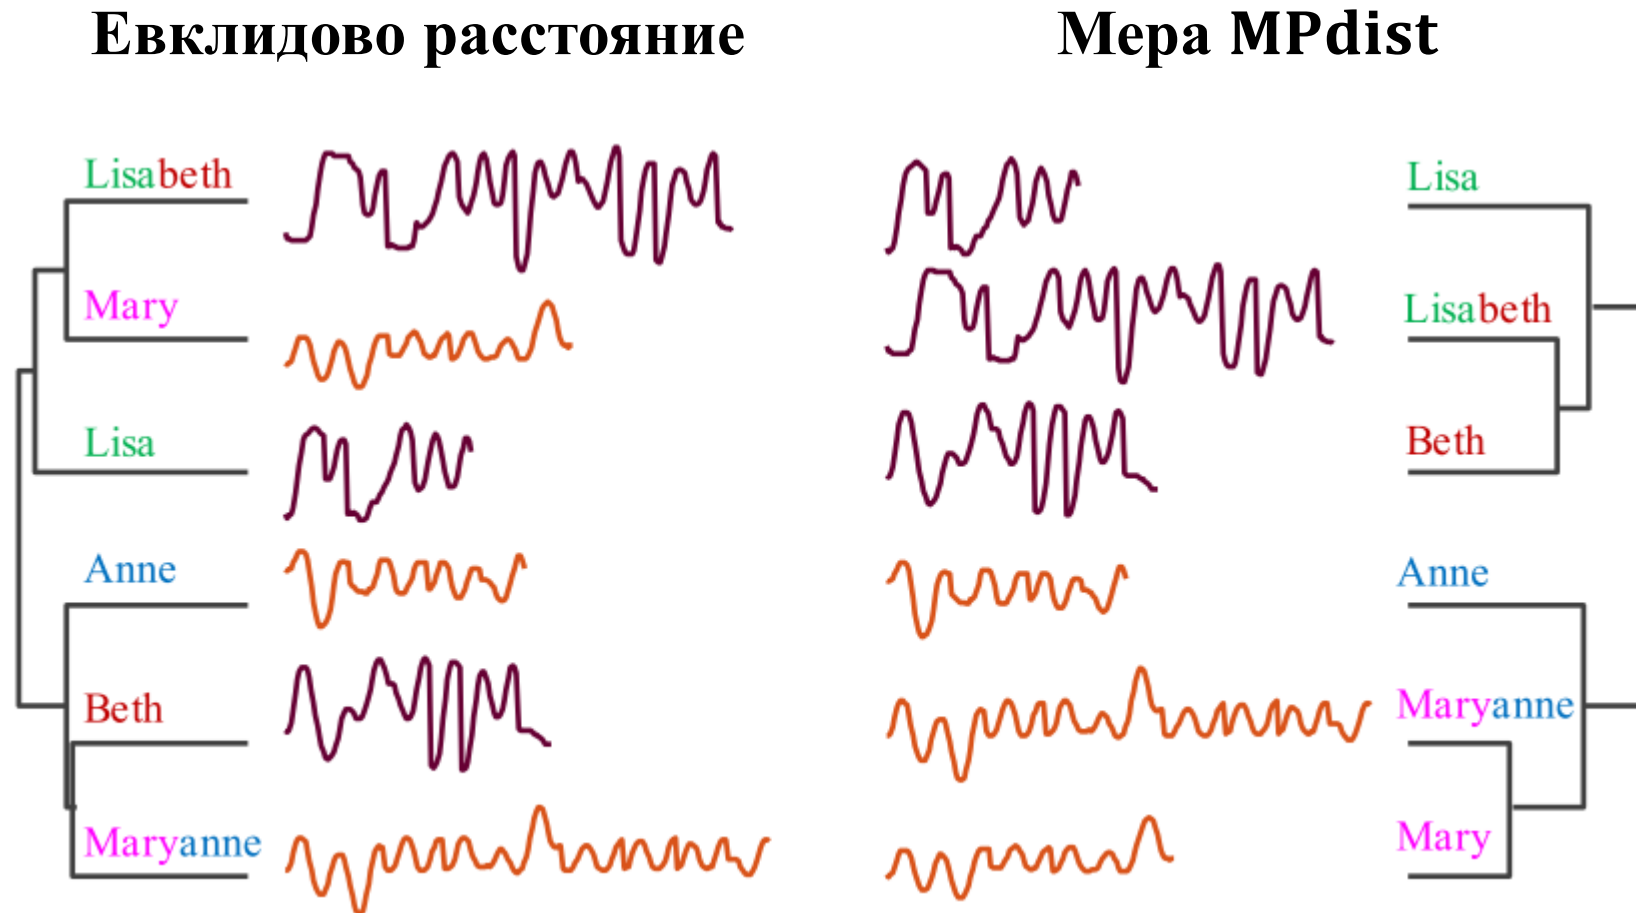 Евклидово расстояние
Мера MPdist
Lisabeth
Mary
Lisa
Anne
Beth
Maryanne
Lisa
Lisabeth
Beth
Anne
Maryanne
Mary